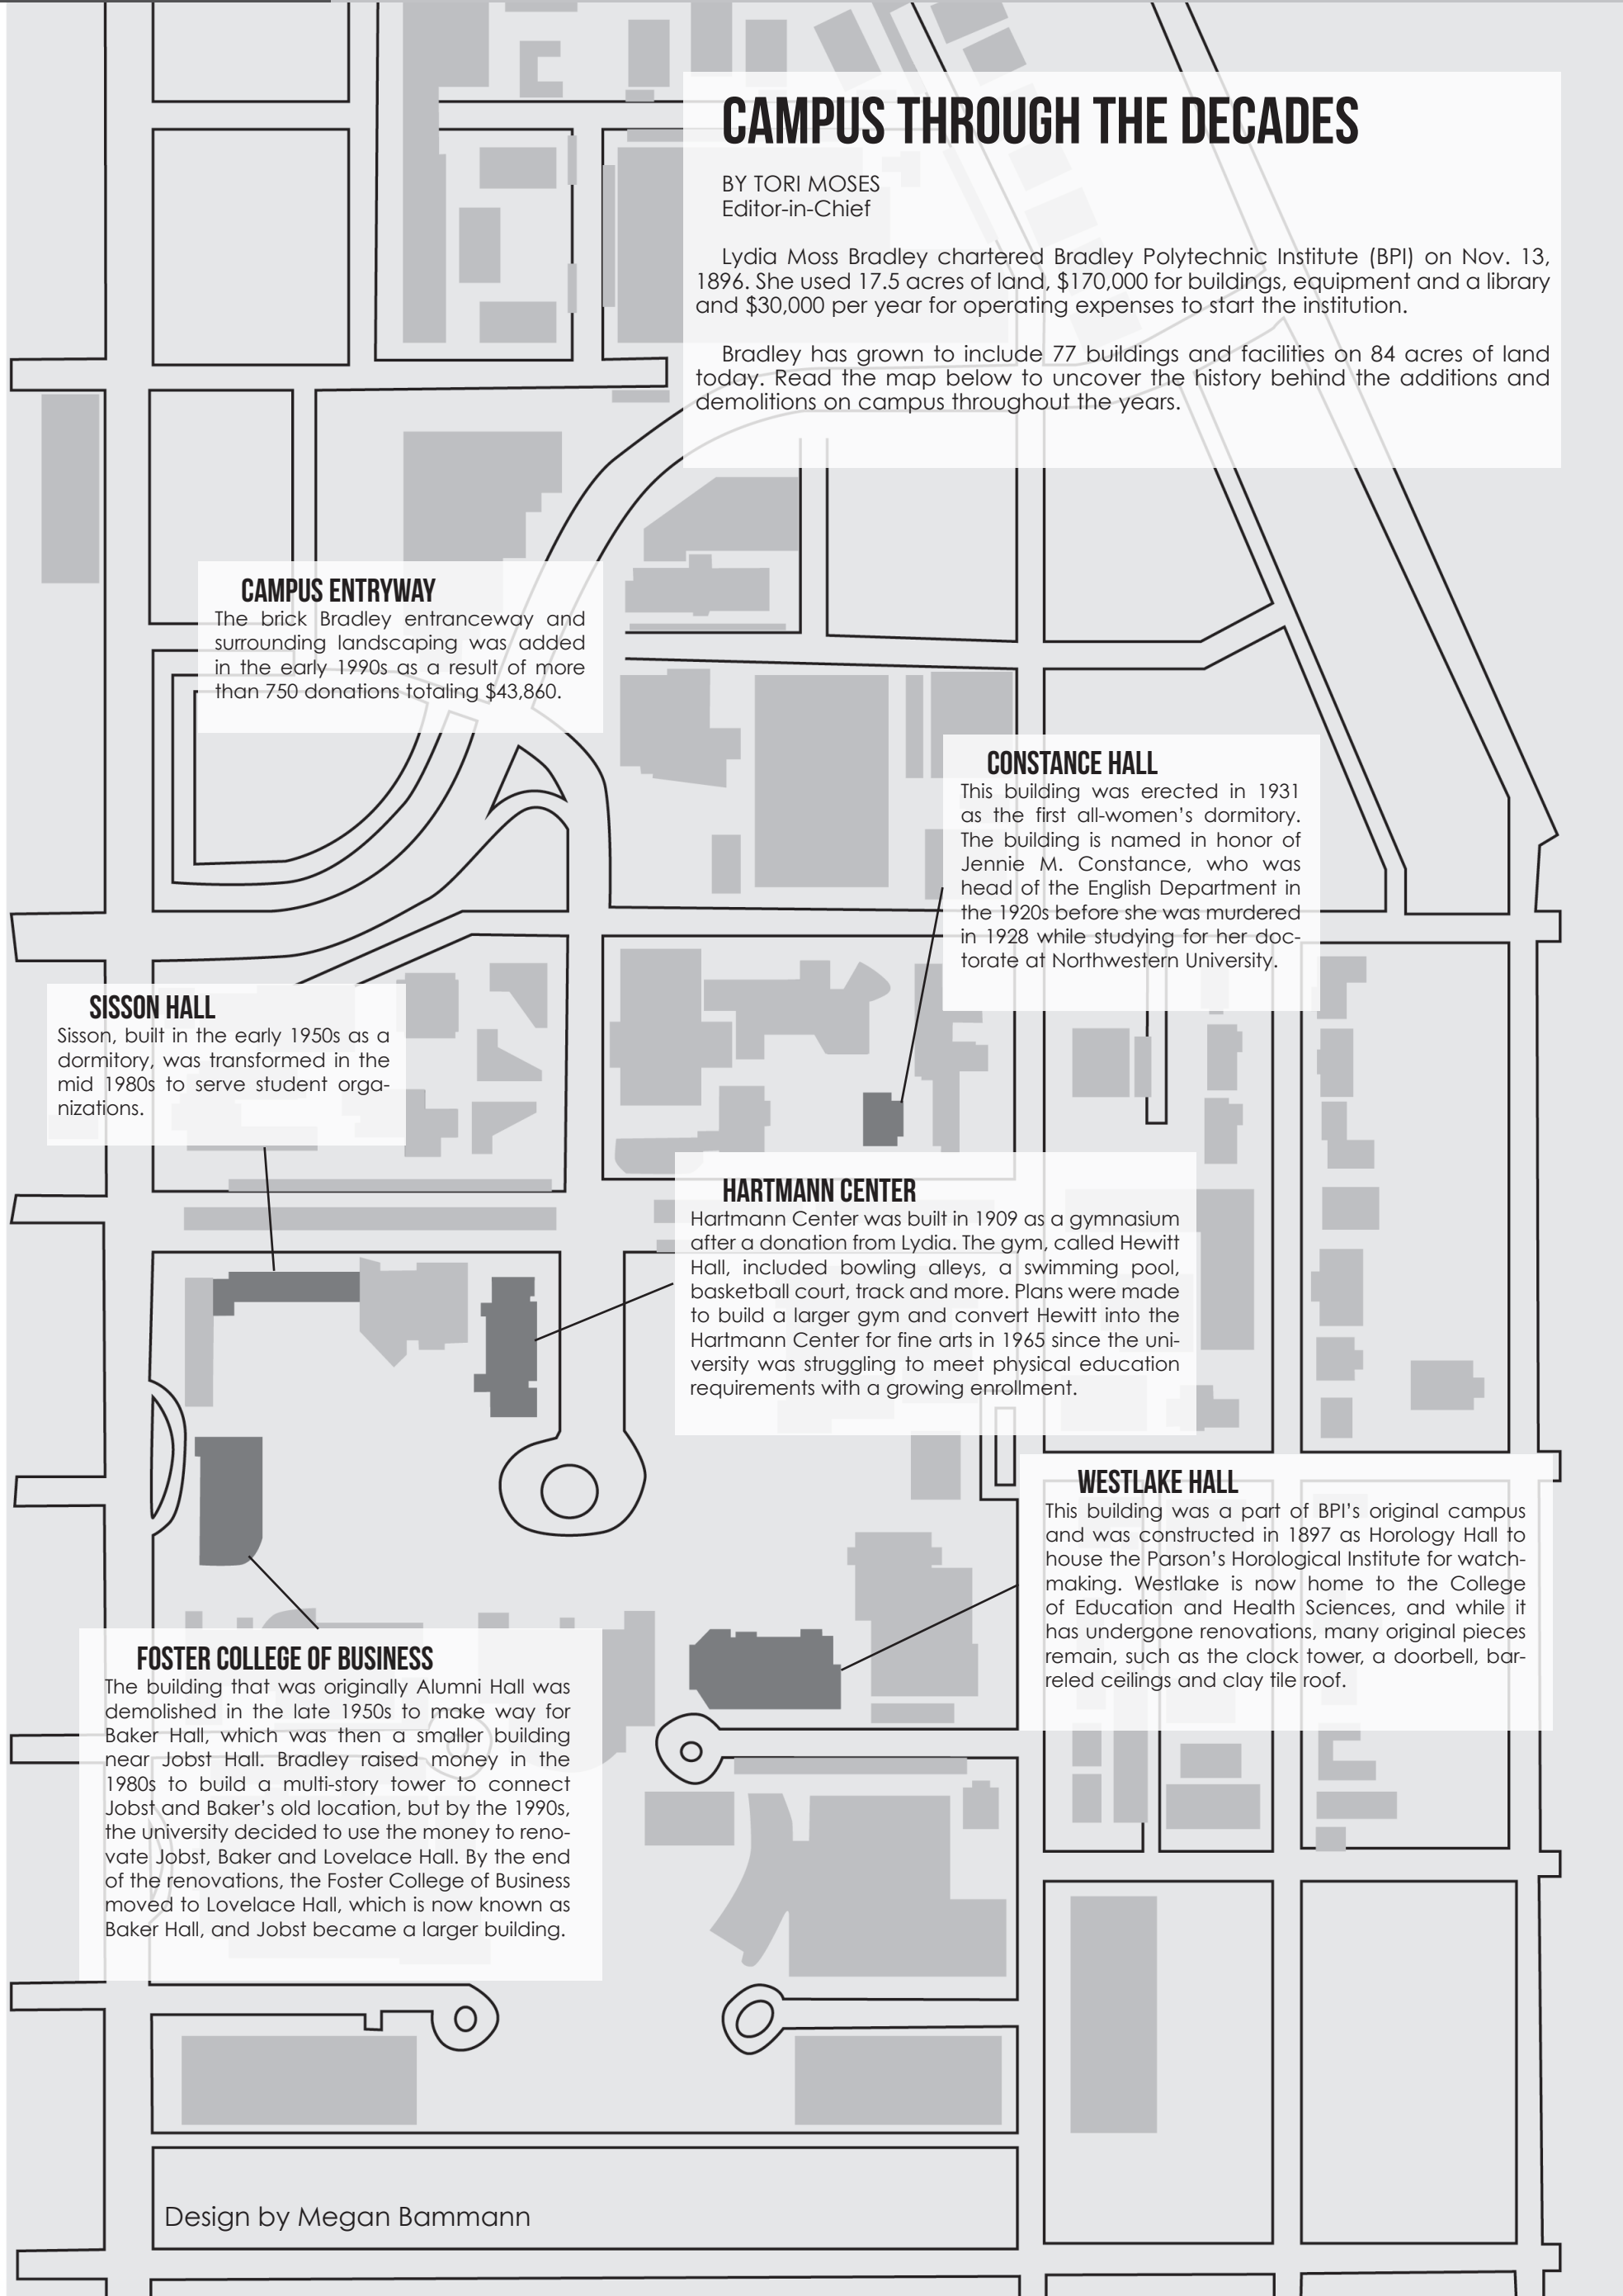 CAMPUS THROUGH THE DECADES
BY TORI MOSES
Editor-in-Chief
Lydia Moss Bradley chartered Bradley Polytechnic Institute (BPI) on Nov. 13,
1896. She used 17.5 acres of land, $170,000 for buildings, equipment and a library
and $30,000 per year for operating expenses to start the institution.
Bradley has grown to include 77 buildings and facilities on 84 acres of land
today. Read the map below to uncover the history behind the additions and
demolitions on campus throughout the years.
CAMPUS ENTRYWAY
The brick Bradley entranceway and
surrounding landscaping was added
in the early 1990s as a result of more
than 750 donations totaling $43,860.
CONSTANCE HALL
This building was erected in 1931
as the first all-women's dormitory.
The building is named in honor of
Jennie M. Constance, who was
head of the English Department in
the 1920s before she was murdered
in 1928 while studying for her doc-
torate at Northwestern University.
SISSON HALL
Sisson, built in the early 1950s as a
dormitory, was transformed in the
mid 1980s to serve student orga-
nizations.
HARTMANN CENTER
Hartmann Center was built in 1909 as a gymnasium
after a donation from Lydia. The gym, called Hewitt
Hall, included bowling alleys, a swimming pool,
basketball court, track and more. Plans were made
to build a larger gym and convert Hewitt into the
Hartmann Center for fine arts in 1965 since the uni-
versity was struggling to meet physical education
requirements with a growing enrollment.
WESTLAKE HALL
This building was a part of BPI's original campus
and was constructed in 1897 as Horology Hall to
house the Parson's Horological Institute for watch-
making. Westlake is now home to the College
of Education and Health Sciences, and while it
has undergone renovations, many original pieces
remain, such as the clock tower, a doorbell, bar-
reled ceilings and clay tile roof.
FOSTER COLLEGE OF BUSINESS
The building that was originally Alumni Hall was
demolished in the late 1950s to make way for
Baker Hall, which was then a smaller building
near Jobst Hall. Bradley raised money in the
1980s to build a multi-story tower to connect
Jobst and Baker's old location, but by the 1990s,
the university decided to use the money to reno-
vate Jobst, Baker and Lovelace Hall. By the end
of the renovations, the Foster College of Business
moved to Lovelace Hall, which is now known as
Baker Hall, and Jobst became a larger building.
Design by Megan Bammann